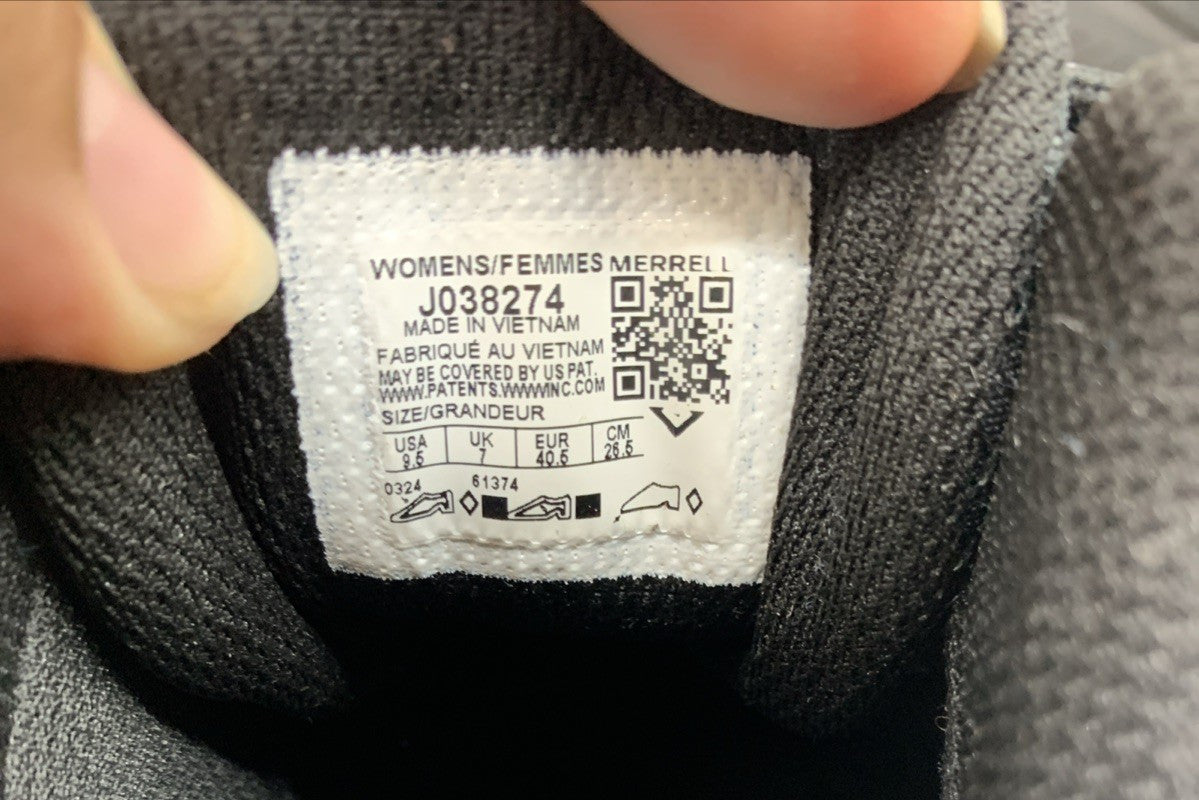 WOMENS/FEMMES MERRELL
J038274
MADE IN VIETNAM
FABRIQUÉ AU VIETNAM
MAY BE COVERED BY US PAT.
WWW.PATENTS.WWWINC.COM
SIZE/GRANDEUR
USA UK EUR CM
9.5 7 40.5 26.5
0324 61374